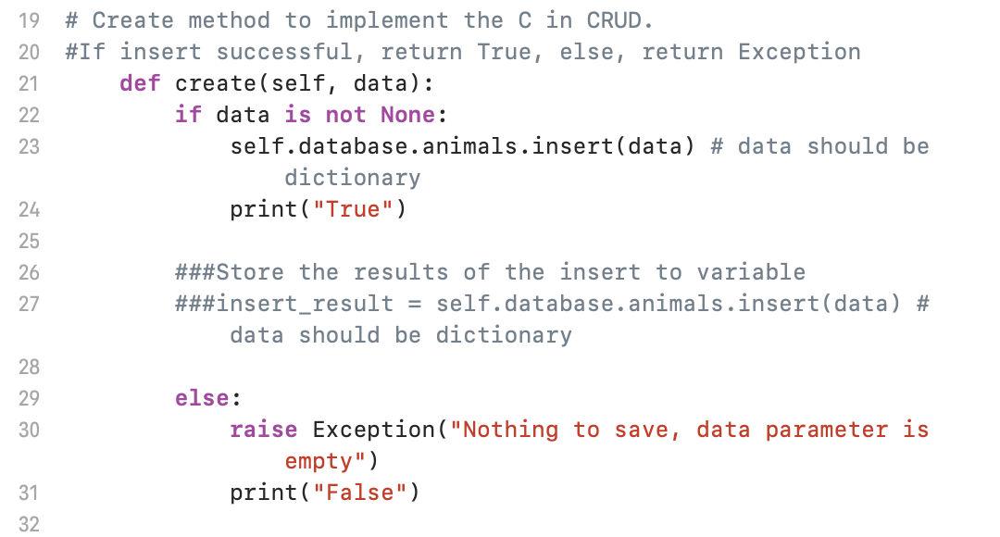 19 # Create method to implement the C in CRUD.
20 #If insert successful, return True, else, return Exception
21     def create(self, data):
22         if data is not None:
23             self.database.animals.insert(data) # data should be
                dictionary
24             print("True")
25
26         ###Store the results of the insert to variable
27         ###insert_result = self.database.animals.insert(data) #
            data should be dictionary
28
29         else:
30             raise Exception("Nothing to save, data parameter is
                empty")
31             print("False")
32